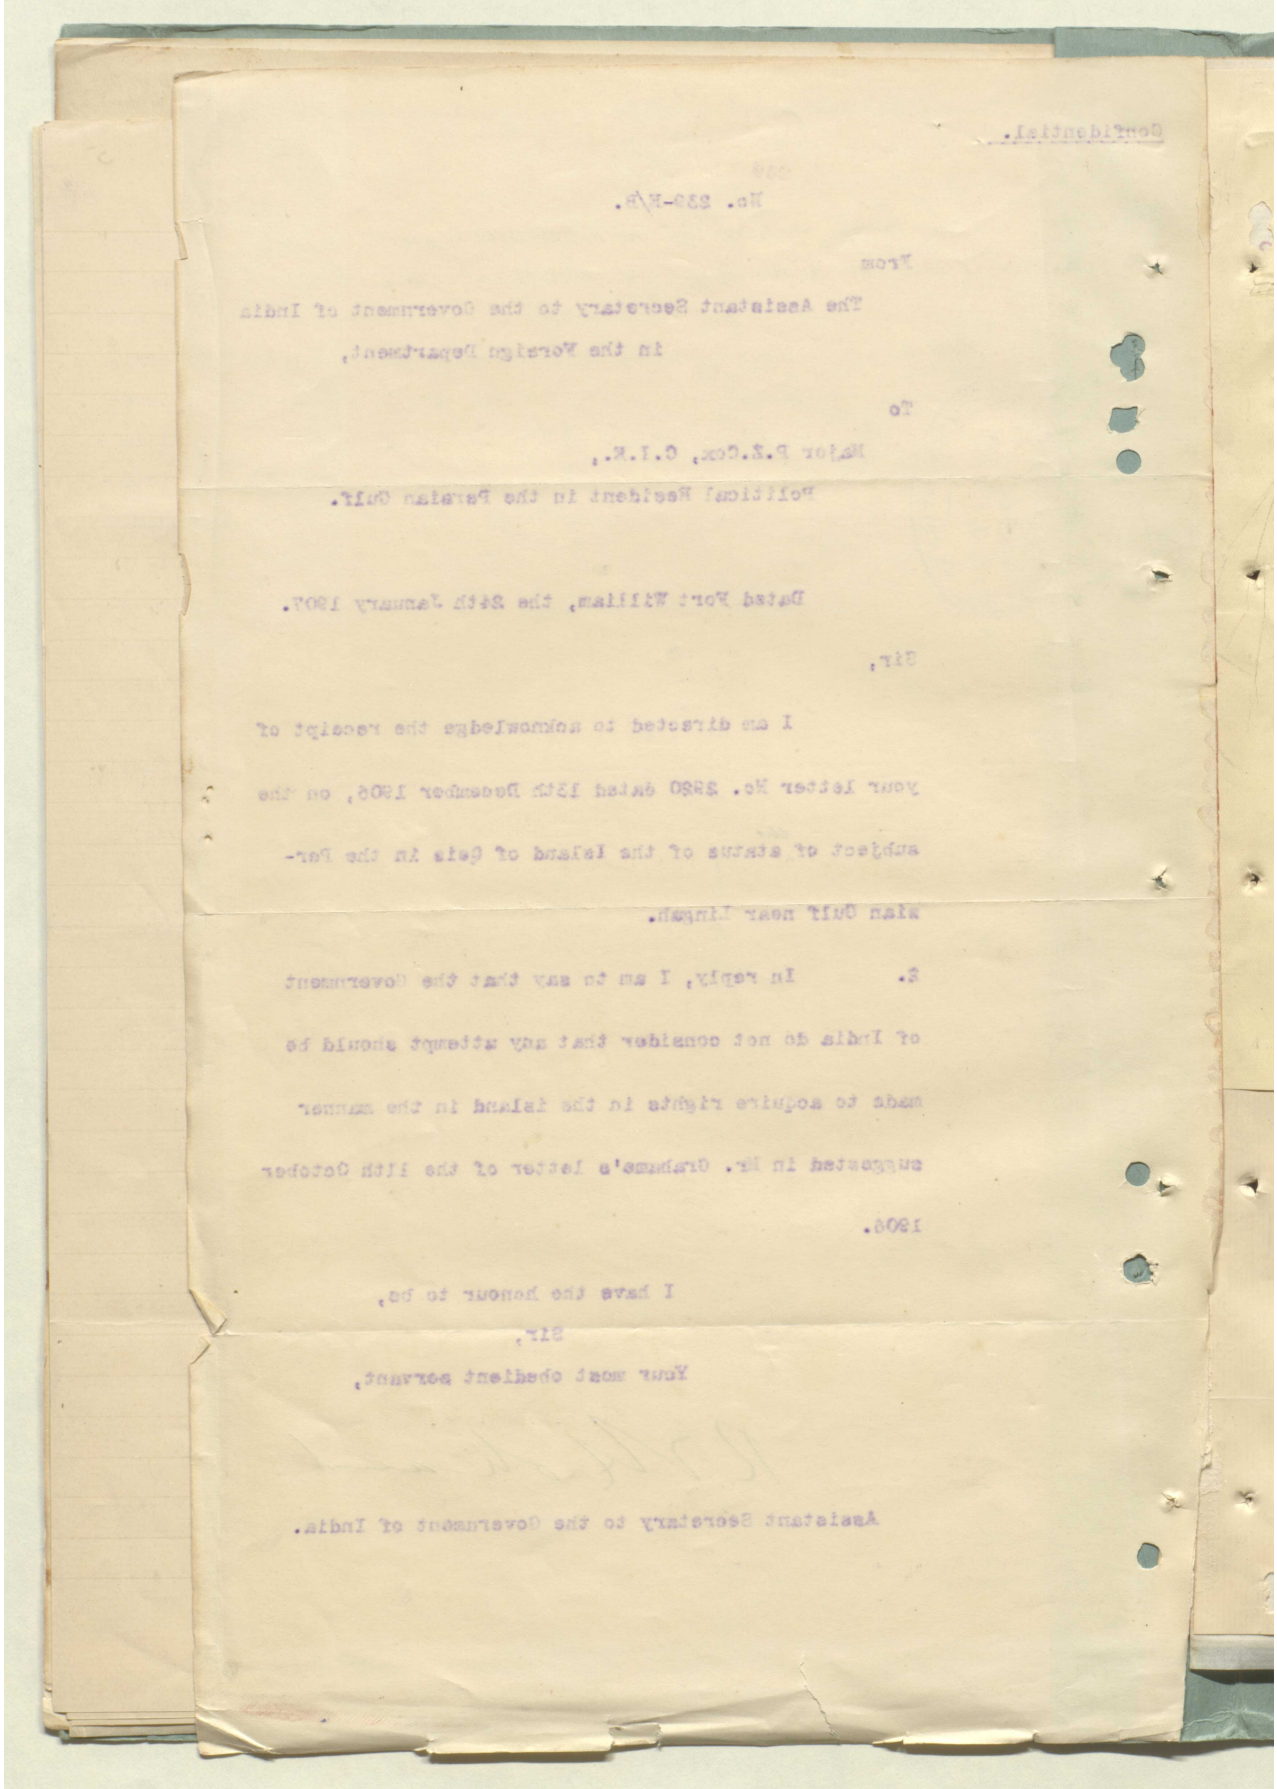 Confidential.
No. 239-E/B.
From
The Assistant Secretary to the Government of India
in the Foreign Department,
To
Major P.Z.Cox, C.I.E.,
Political Resident in the Persian Gulf.
Dated Fort William, the 24th January 1907.
Sir,
I am directed to acknowledge the receipt of
your letter No. 2920 dated 13th December 1906, on the
subject of status of the Island of Qeis in the Per-
sian Gulf near Lingah.
2. In reply, I am to say that the Government
of India do not consider that any attempt should be
made to acquire rights in the island in the manner
suggested in Mr. Grahame's letter of the 11th October
1906.
I have the honour to be,
Sir,
Your most obedient servant,
Assistant Secretary to the Government of India.